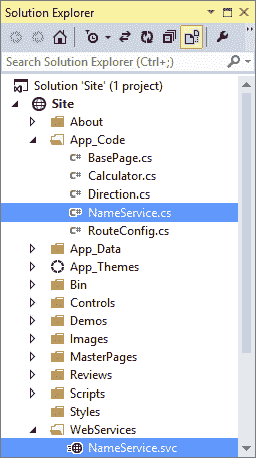 Solution Explorer
Search Solution Explorer (Ctrl+;)
Solution 'Site' (1 project)
Site
About
App_Code
BasePage.cs
Calculator.cs
Direction.cs
NameService.cs
RouteConfig.cs
App_Data
App_Themes
Bin
Controls
Demos
Images
MasterPages
Reviews
Scripts
Styles
WebServices
NameService.svc